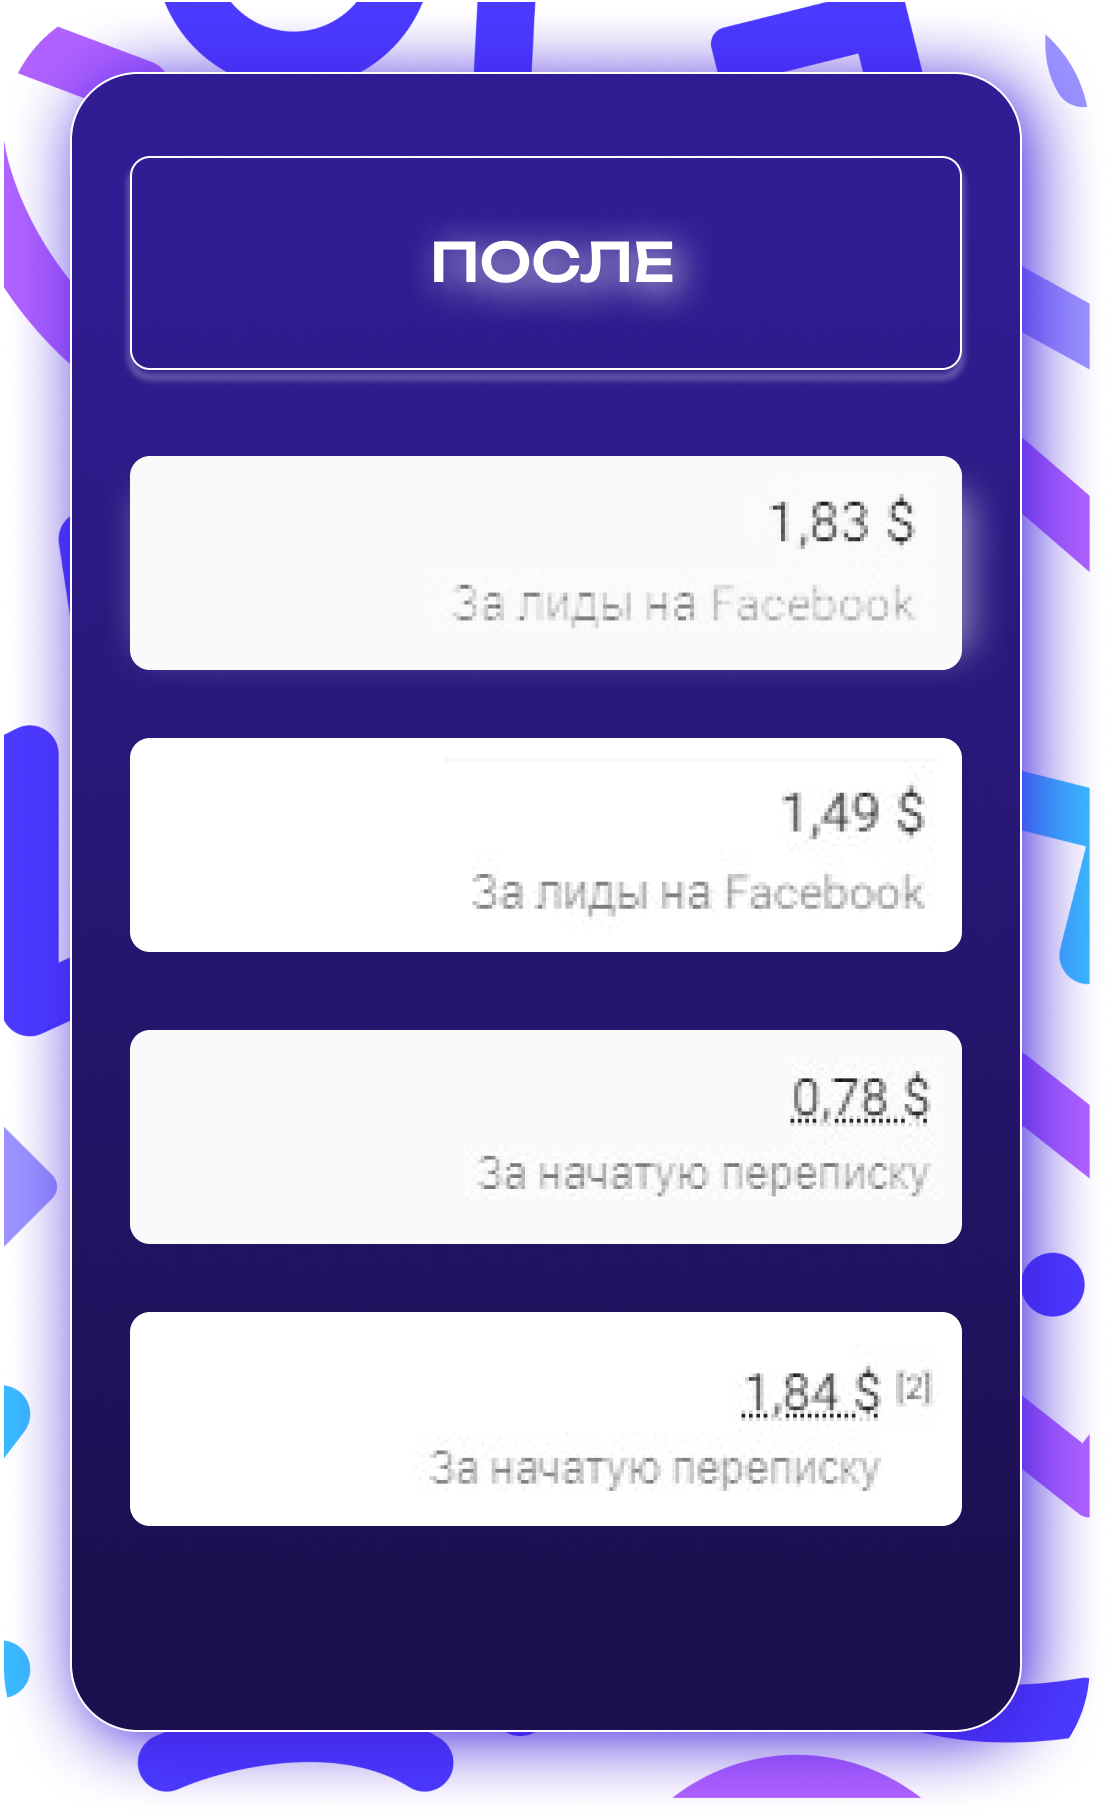 ПОСЛЕ
1,83 $
За лиды на Facebook
1,49 $
За лиды на Facebook
0,78 $
За начатую переписку
1,84 $ [2]
За начатую переписку